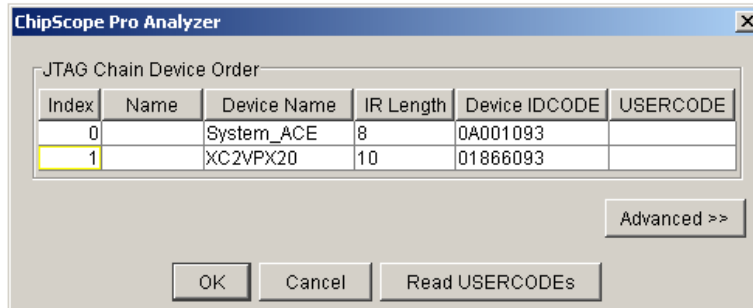 ChipScope Pro Analyzer
JTAG Chain Device Order
Index Name Device Name IR Length Device IDCODE USERCODE
0 System_ACE 8 0A001093
1 XC2VPX20 10 01866093
Advanced >>
OK Cancel Read USERCODEs